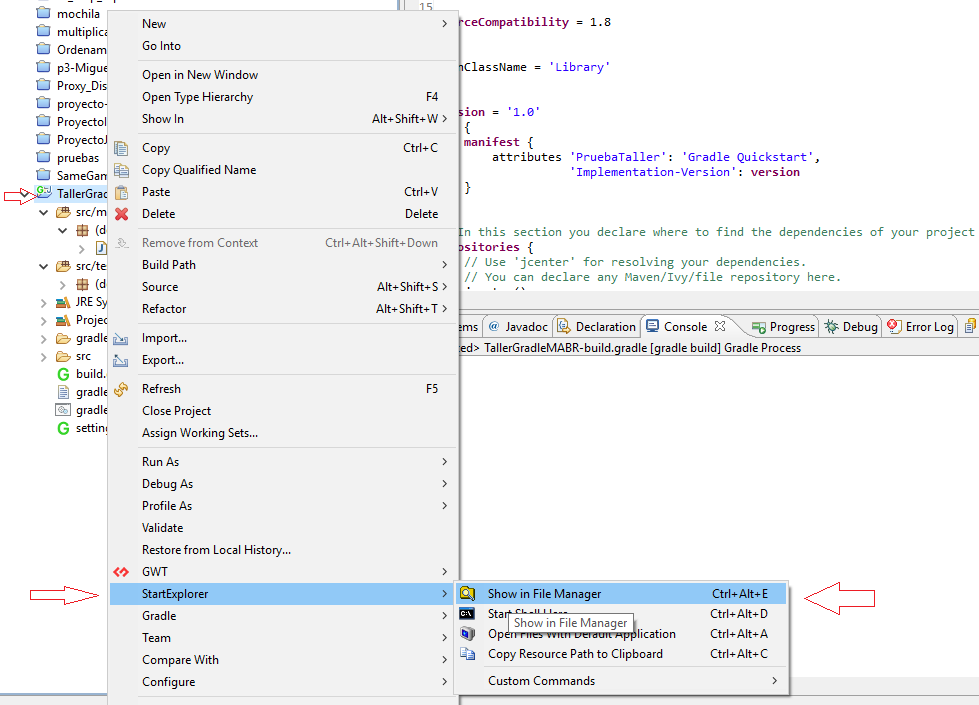 mochila
multiplica
Ordenam
p3-Migue
Proxy_Dis
proyecto-
ProyectoI
ProyectoJ
pruebas
SameGam
TallerGrad
src/m
(d
J
src/te
(d
JRE Sy
Projec
gradle
src
build.
gradle
gradle
setting
New
Go Into
Open in New Window
Open Type Hierarchy F4
Show In Alt+Shift+W
Copy Ctrl+C
Copy Qualified Name
Paste Ctrl+V
Delete Delete
Remove from Context Ctrl+Alt+Shift+Down
Build Path
Source Alt+Shift+S
Refactor Alt+Shift+T
Import...
Export...
Refresh F5
Close Project
Assign Working Sets...
Run As
Debug As
Profile As
Validate
Restore from Local History...
GWT
StartExplorer
Gradle
Team
Compare With
Configure
Show in File Manager Ctrl+Alt+E
Start Shell Here Ctrl+Alt+D
Show in File Manager
Open Files With Default Application Ctrl+Alt+A
Copy Resource Path to Clipboard Ctrl+Alt+C
Custom Commands
15
rceCompatibility = 1.8
nClassName = 'Library'
sion = '1.0'
{
manifest {
attributes 'PruebaTaller': 'Gradle Quickstart',
'Implementation-Version': version
}
In this section you declare where to find the dependencies of your project
ositories {
// Use 'jcenter' for resolving your dependencies.
// You can declare any Maven/Ivy/file repository here.
ems @ Javadoc Declaration Console Progress Debug Error Log
ted> TallerGradleMABR-build.gradle [gradle build] Gradle Process